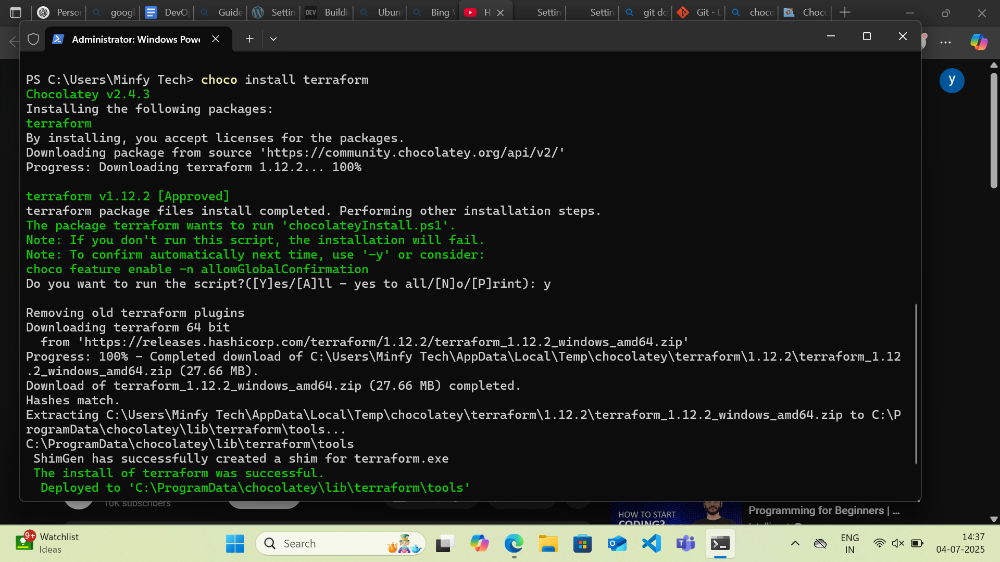 Perso
googl
DevO
Guide
Settin
DEV Buildi
Ubunt
Bing
H
Settin
Settin
git do
Git - D
choco
Choc
Administrator: Windows Powe
y
PS C:\Users\Minfy Tech> choco install terraform
Chocolatey v2.4.3
Installing the following packages:
terraform
By installing, you accept licenses for the packages.
Downloading package from source 'https://community.chocolatey.org/api/v2/'
Progress: Downloading terraform 1.12.2... 100%
terraform v1.12.2 [Approved]
terraform package files install completed. Performing other installation steps.
The package terraform wants to run 'chocolateyInstall.ps1'.
Note: If you don't run this script, the installation will fail.
Note: To confirm automatically next time, use '-y' or consider:
choco feature enable -n allowGlobalConfirmation
Do you want to run the script?([Y]es/[A]ll - yes to all/[N]o/[P]rint): y
Removing old terraform plugins
Downloading terraform 64 bit
from 'https://releases.hashicorp.com/terraform/1.12.2/terraform_1.12.2_windows_amd64.zip'
Progress: 100% - Completed download of C:\Users\Minfy Tech\AppData\Local\Temp\chocolatey\terraform\1.12.2\terraform_1.12
.2_windows_amd64.zip (27.66 MB).
Download of terraform_1.12.2_windows_amd64.zip (27.66 MB) completed.
Hashes match.
Extracting C:\Users\Minfy Tech\AppData\Local\Temp\chocolatey\terraform\1.12.2\terraform_1.12.2_windows_amd64.zip to C:\P
rogramData\chocolatey\lib\terraform\tools...
C:\ProgramData\chocolatey\lib\terraform\tools
ShimGen has successfully created a shim for terraform.exe
The install of terraform was successful.
Deployed to 'C:\ProgramData\chocolatey\lib\terraform\tools'
10K subscribers
HOW TO START
CODING?
Programming for Beginners | ...
9+
Watchlist
Ideas
Search
ENG
IN
14:37
04-07-2025